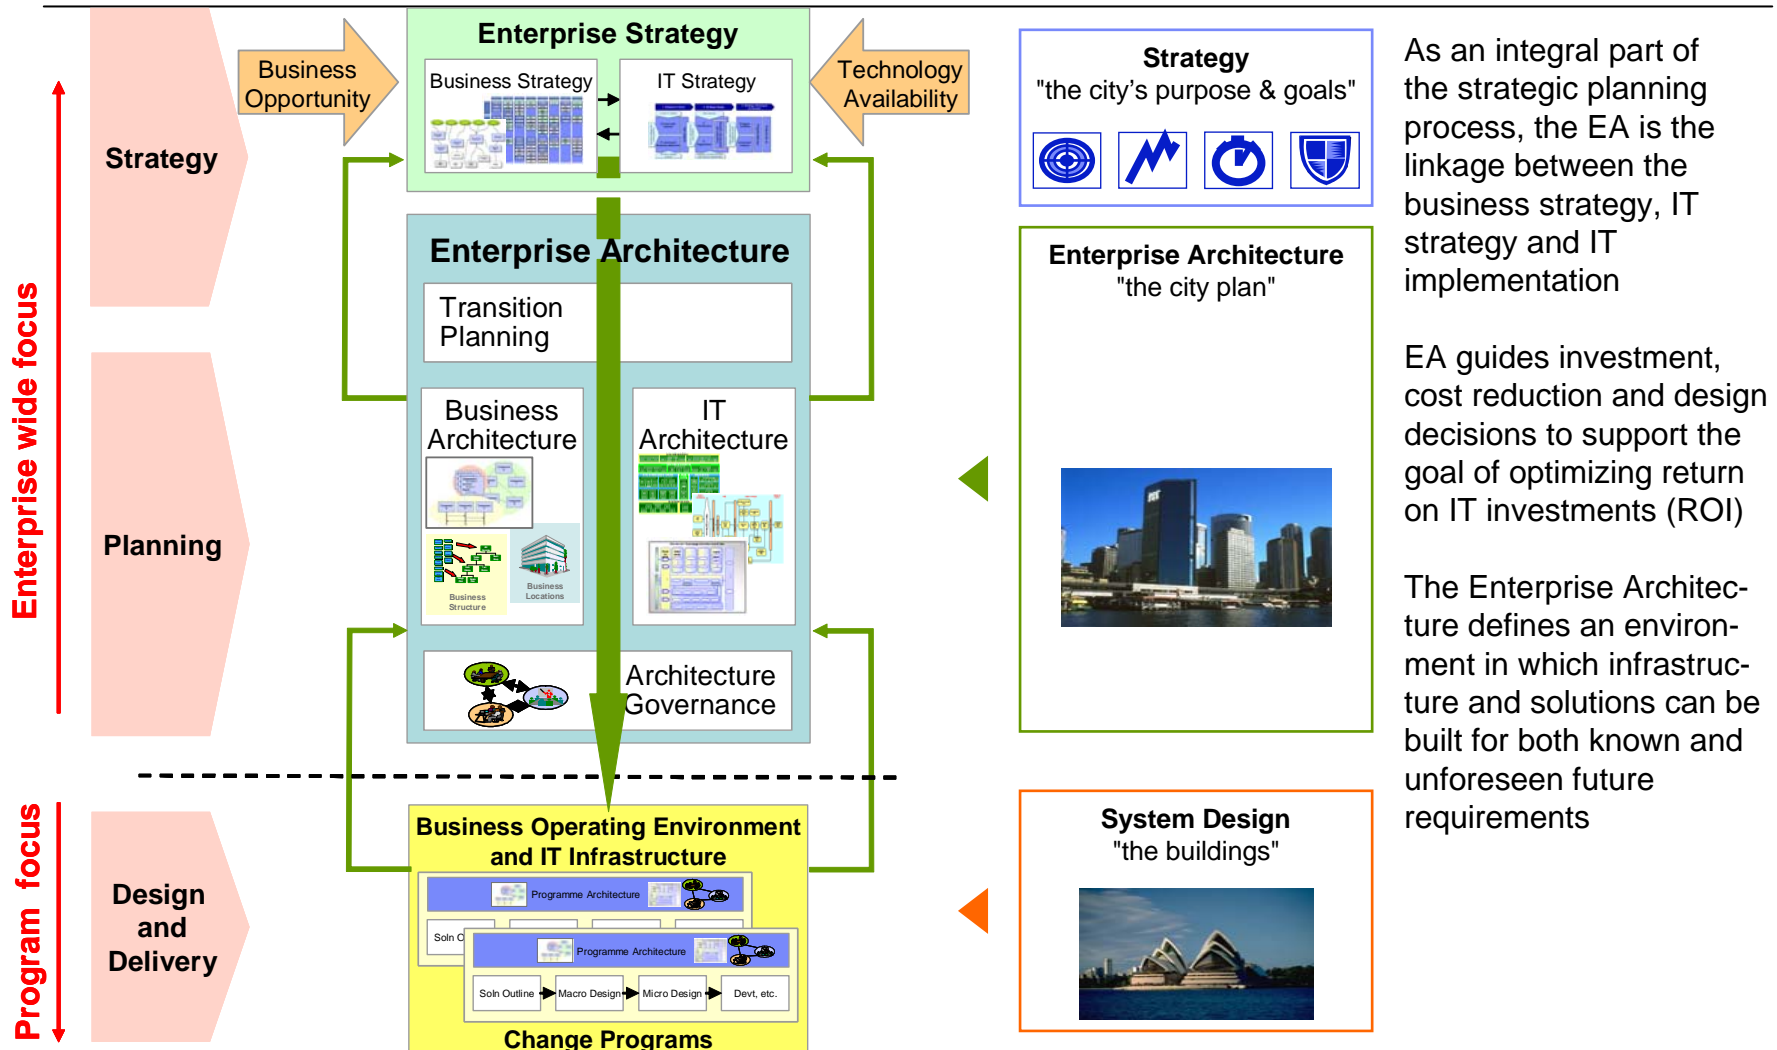 Enterprise wide focus
Program focus
Strategy
Planning
Design
and
Delivery
Business
Opportunity
Enterprise Strategy
Business Strategy
IT Strategy
Technology
Availability
Enterprise Architecture
Transition
Planning
Business
Architecture
IT
Architecture
Business
Structure
Business
Locations
Architecture
Governance
Business Operating Environment
and IT Infrastructure
Programme Architecture
Soln O
Programme Architecture
Soln Outline
Macro Design
Micro Design
Devt, etc.
Change Programs
Strategy
"the city's purpose & goals"
Enterprise Architecture
"the city plan"
System Design
"the buildings"
As an integral part of
the strategic planning
process, the EA is the
linkage between the
business strategy, IT
strategy and IT
implementation
EA guides investment,
cost reduction and design
decisions to support the
goal of optimizing return
on IT investments (ROI)
The Enterprise Architec-
ture defines an environ-
ment in which infrastruc-
ture and solutions can be
built for both known and
unforeseen future
requirements